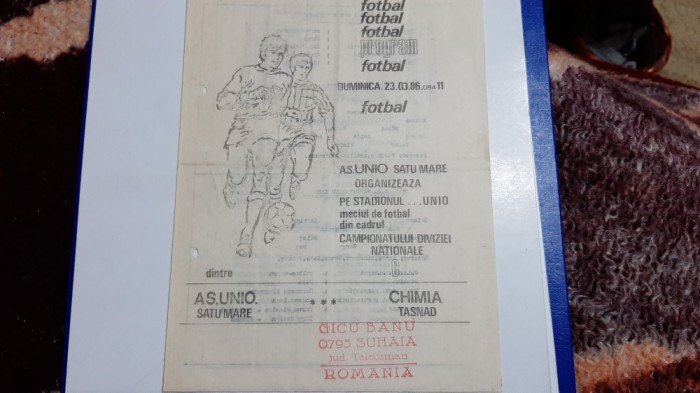 fotbal
fotbal
fotbal
program
fotbal
DUMINICA. 23.03.86.ORA 11
fotbal
A.S.UNIO SATU MARE
ORGANIZEAZA
PE STADIONUL ...UNIO
meciul de fotbal
din cadrul
CAMPIONATULUI DIVIZIEI
NATIONALE
dintre
A.S.UNIO. ... CHIMIA
SATU MARE TASNAD
GICU BANU
0795 SUHAIA
jud Teleorman
ROMANIA